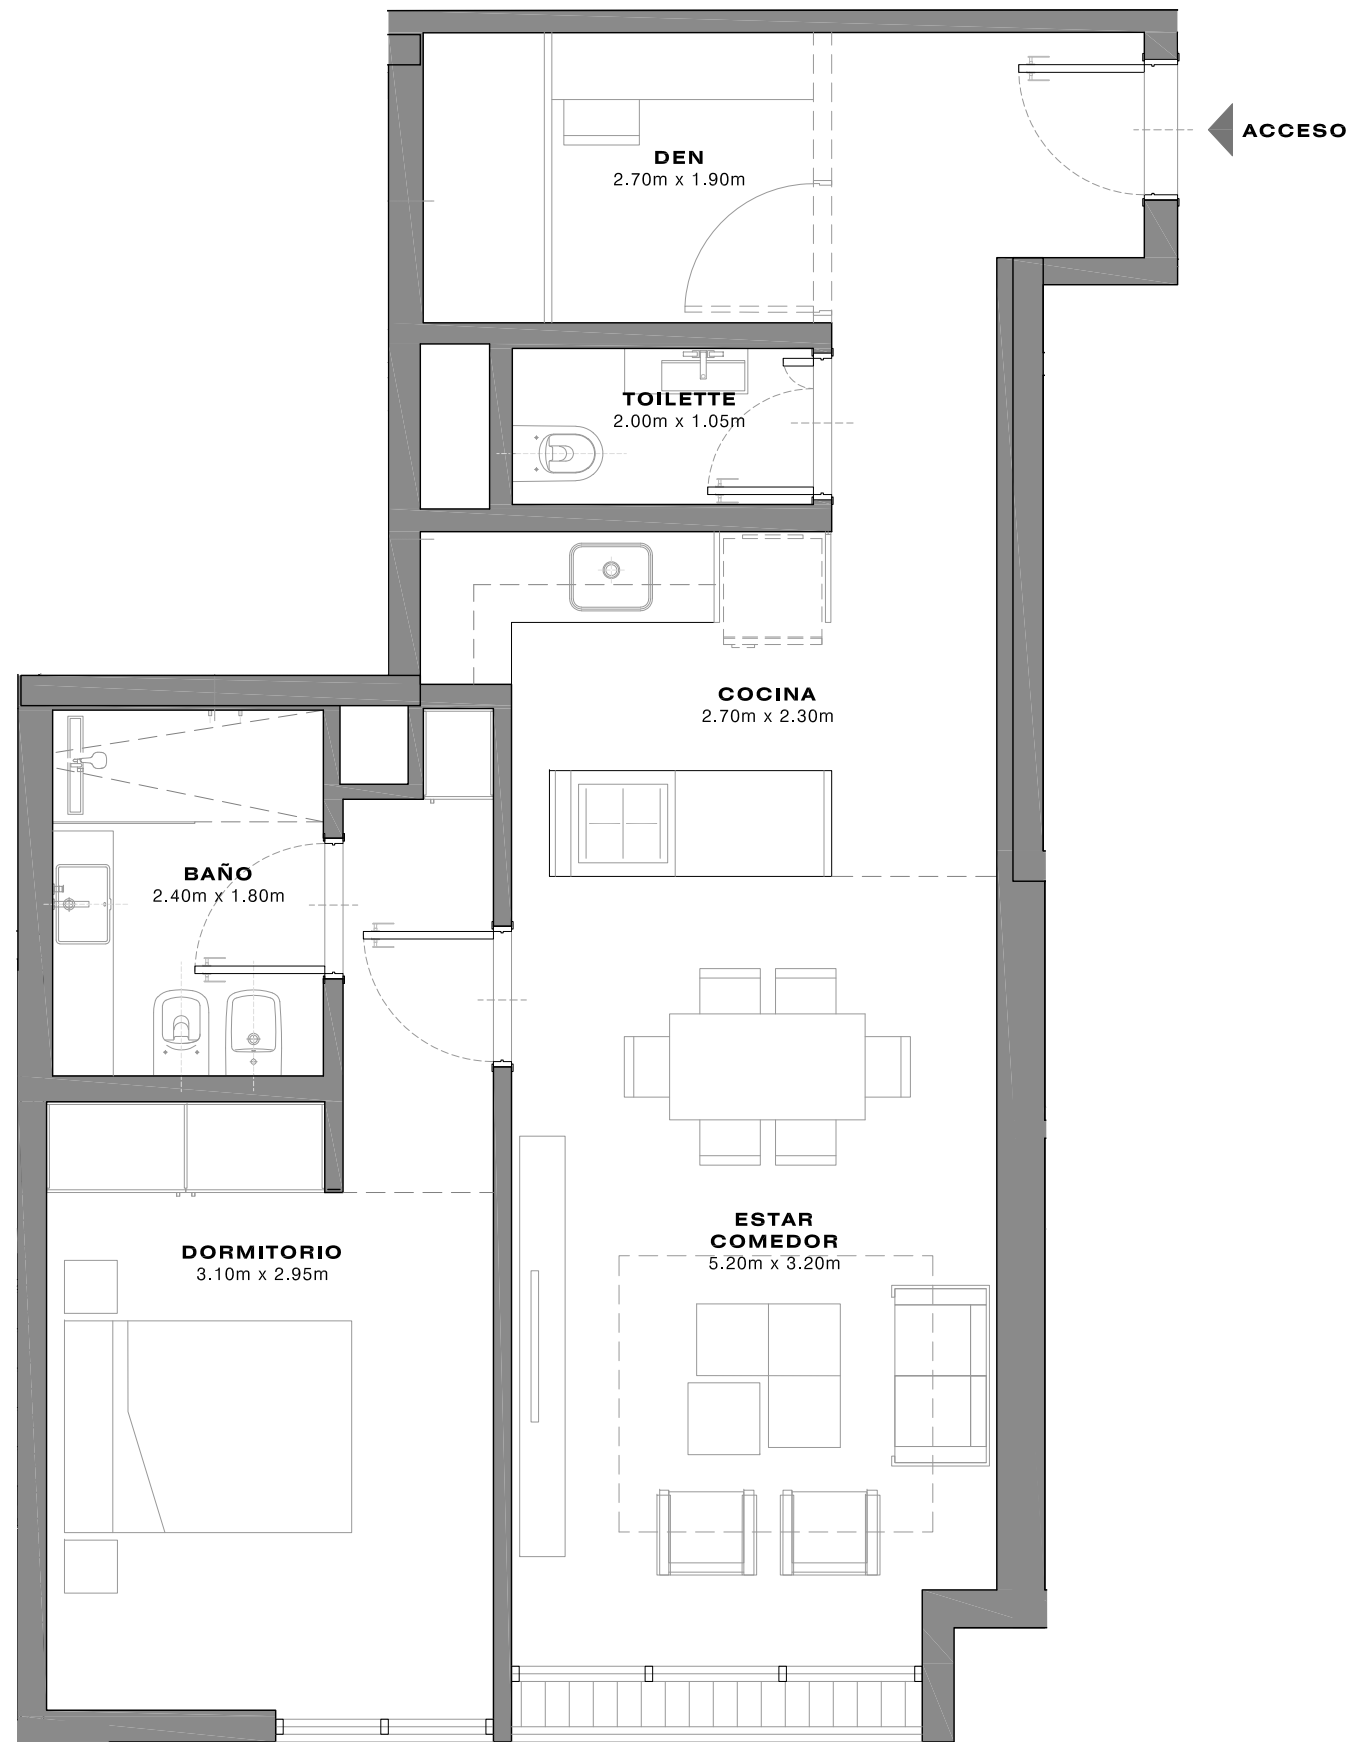 ACCESO
DEN
2.70m x 1.90m
TOILETTE
2.00m x 1.05m
COCINA
2.70m x 2.30m
BAÑO
2.40m x 1.80m
ESTAR
COMEDOR
5.20m x 3.20m
DORMITORIO
3.10m x 2.95m